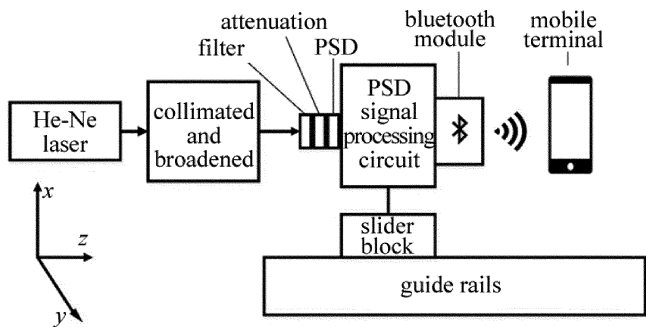 attenuation
filter
PSD
bluetooth
module
mobile
terminal
He-Ne
laser
collimated
and
broadened
PSD
signal
processing
circuit
x
z
y
slider
block
guide rails